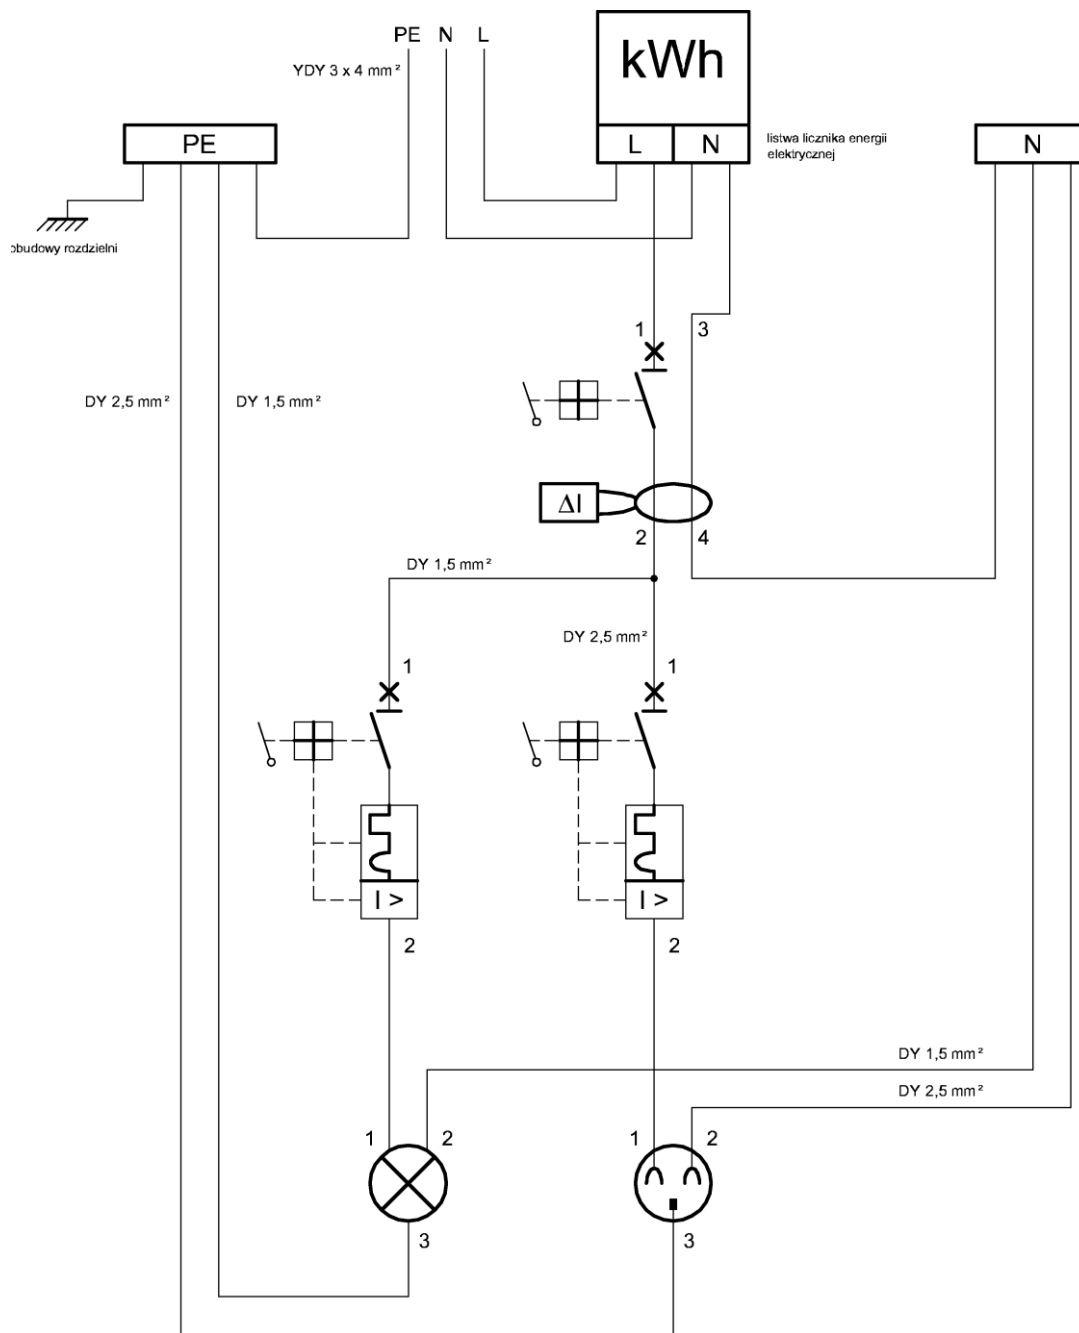 PE N L
kWh
YDY 3 x 4 mm²
PE
L N
listwa licznika energii
elektrycznej
N
obudowy rozdzielni
1 3
DY 2,5 mm²
DY 1,5 mm²
ΔI
2 4
DY 1,5 mm²
DY 2,5 mm²
1 1
I > I >
2 2
DY 1,5 mm²
DY 2,5 mm²
1 2 1 2
3 3